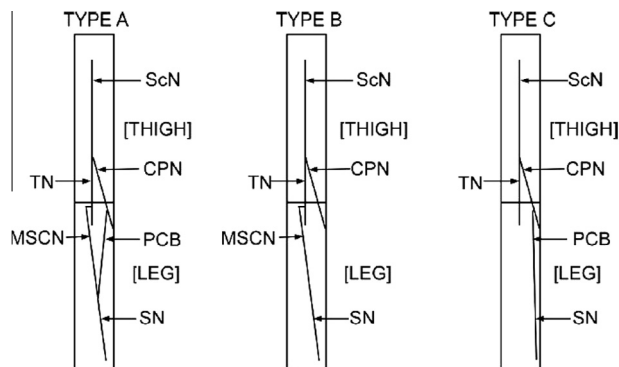 TYPE A TYPE B TYPE C
ScN ScN ScN
[THIGH] [THIGH] [THIGH]
CPN CPN CPN
TN TN TN
MSCN PCB MSCN PCB
[LEG] [LEG] [LEG]
SN SN SN